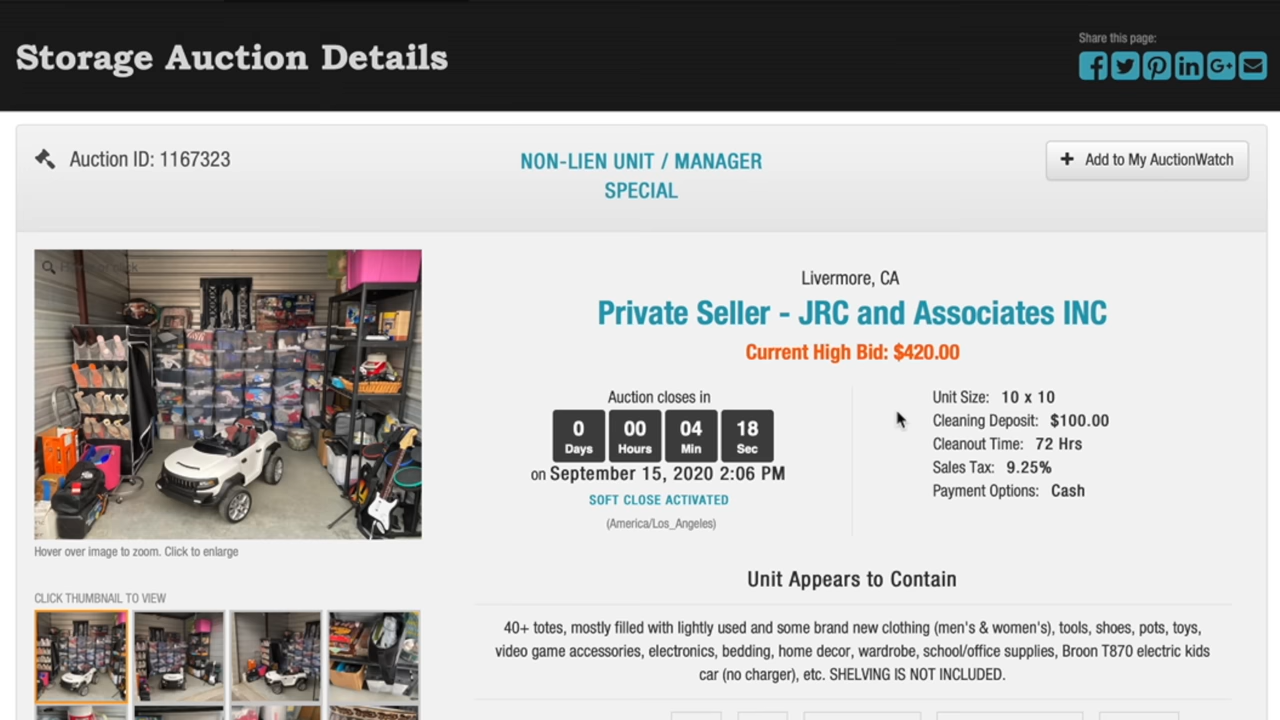 Storage Auction Details
Share this page:
Auction ID: 1167323
NON-LIEN UNIT / MANAGER
SPECIAL
+ Add to My AuctionWatch
Livermore, CA
Private Seller - JRC and Associates INC
Current High Bid: $420.00
Auction closes in
0 00 04 18
Days Hours Min Sec
on September 15, 2020 2:06 PM
SOFT CLOSE ACTIVATED
(America/Los_Angeles)
Unit Size: 10 x 10
Cleaning Deposit: $100.00
Cleanout Time: 72 Hrs
Sales Tax: 9.25%
Payment Options: Cash
Hover over image to zoom. Click to enlarge
CLICK THUMBNAIL TO VIEW
Unit Appears to Contain
40+ totes, mostly filled with lightly used and some brand new clothing (men's & women's), tools, shoes, pots, toys,
video game accessories, electronics, bedding, home decor, wardrobe, school/office supplies, Broon T870 electric kids
car (no charger), etc. SHELVING IS NOT INCLUDED.